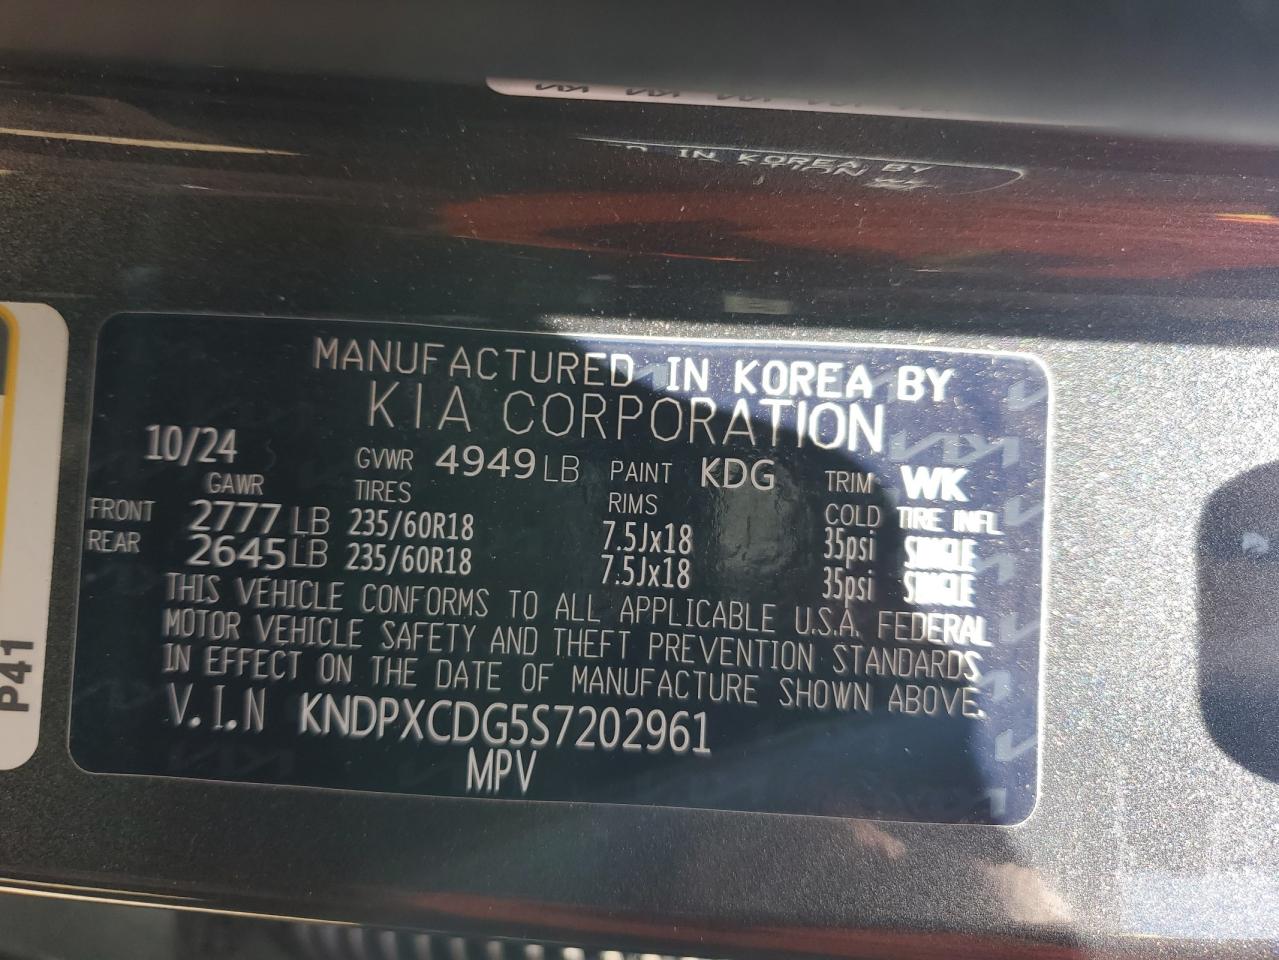 IN KOREA BY
MANUFACTURED IN KOREA BY
KIA CORPORATION
10/24 GVWR 4949 LB PAINT KDG TRIM WK
GAWR TIRES RIMS COLD TIRE INFL
FRONT 2777 LB 235/60R18 7.5Jx18 35psi SINGLE
REAR 2645 LB 235/60R18 7.5Jx18 35psi SINGLE
THIS VEHICLE CONFORMS TO ALL APPLICABLE U.S.A. FEDERAL
MOTOR VEHICLE SAFETY AND THEFT PREVENTION STANDARDS
IN EFFECT ON THE DATE OF MANUFACTURE SHOWN ABOVE.
V.I.N KNDPXCDG5S7202961
MPV
P41